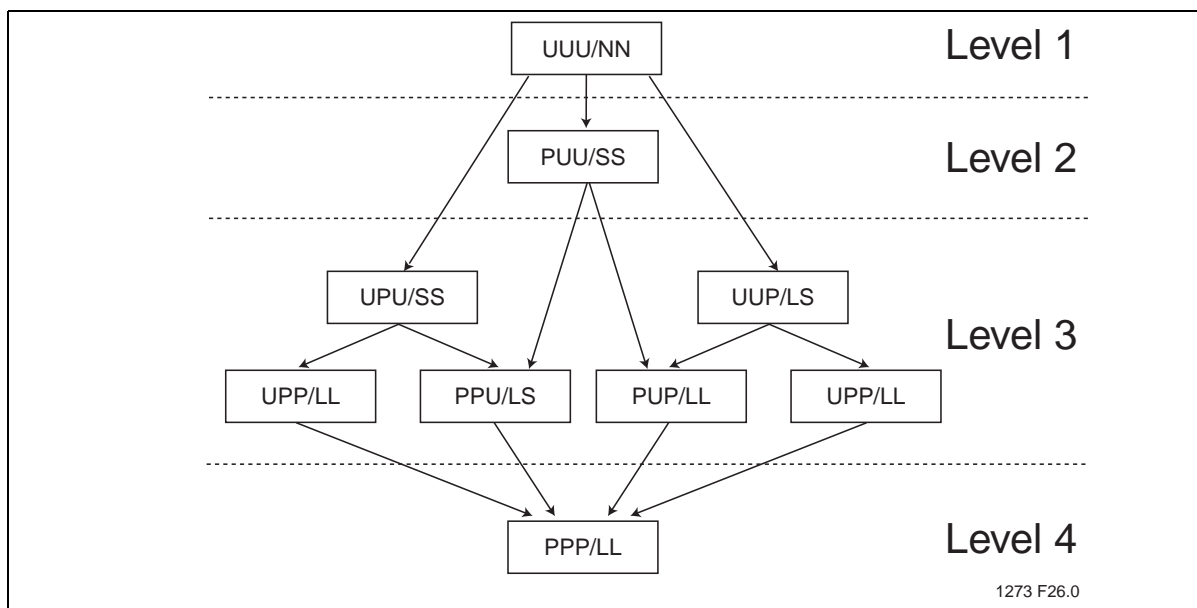 UUU/NN
Level 1
PUU/SS
Level 2
UPU/SS
UUP/LS
Level 3
UPP/LL
PPU/LS
PUP/LL
UPP/LL
PPP/LL
Level 4
1273 F26.0